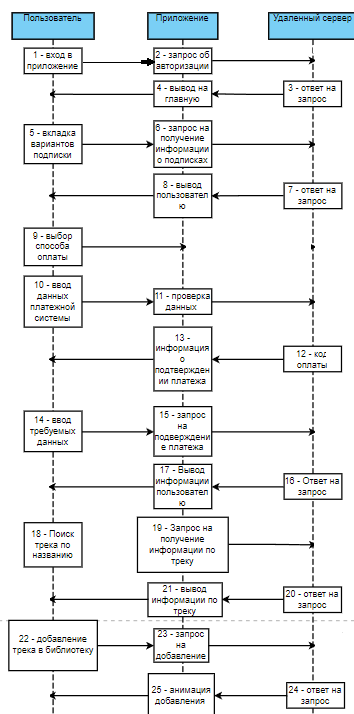 Пользователь
Приложение
Удаленный сервер
1 - вход в
приложение
2 - запрос об
авторизации
3 - ответ на
запрос
4 - вывод на
главную
5 - вкладка
вариантов
подписки
6 - запрос на
получение
информации
о подписках
7 - ответ на
запрос
8 - вывод
пользовател
ю
9 - выбор
способа
оплаты
10 - ввод
данных
платежной
системы
11 - проверка
данных
12 - код
оплаты
13 -
информация
о
подтвержден
ии платежа
14 - ввод
требуемых
данных
15 - запрос
на
подверждени
е платежа
16 - Ответ на
запрос
17 - Вывод
информации
пользовател
ю
18 - Поиск
трека по
названию
19 - Запрос на
получение
информации по
треку
20 - ответ на
запрос
21 - вывод
информации по
треку
22 - добавление
трека в библиотеку
23 - запрос
на
добавление
24 - ответ на
запрос
25 - анимация
добавления